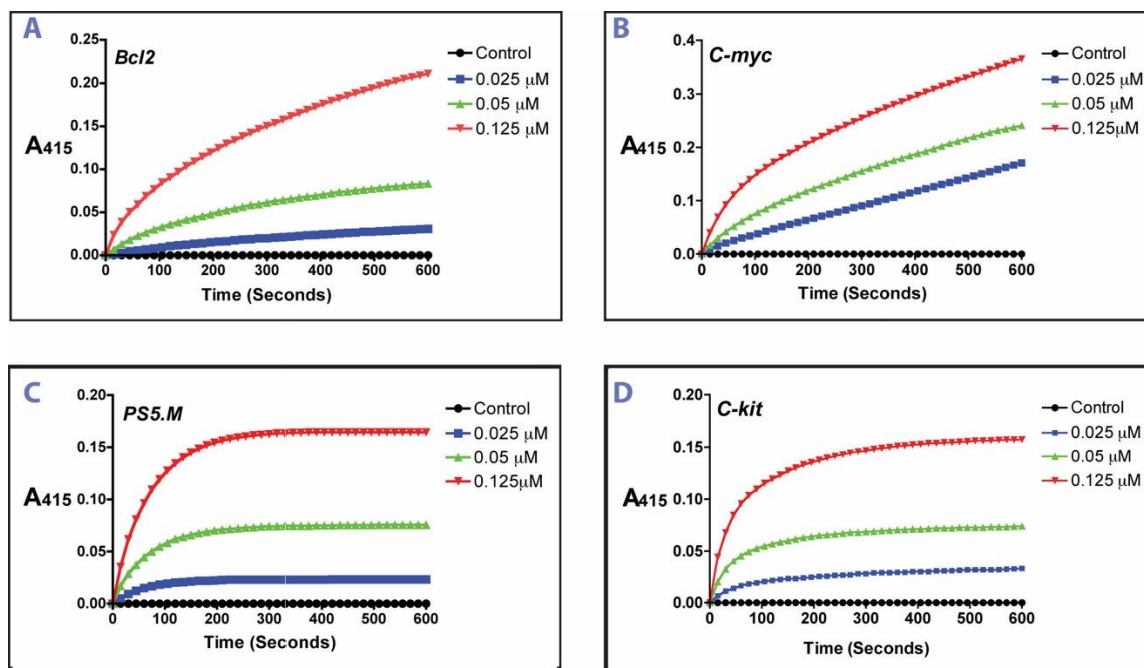 A
Bcl2
0.25
0.20
0.15
0.10
0.05
0.00
A415
0 100 200 300 400 500 600
Time (Seconds)
Control
0.025 μM
0.05 μM
0.125 μM
B
C-myc
0.4
0.3
0.2
0.1
0.0
A415
0 100 200 300 400 500 600
Time (Seconds)
Control
0.025 μM
0.05 μM
0.125μM
C
PS5.M
0.20
0.15
0.10
0.05
0.00
A415
0 100 200 300 400 500 600
Time (Seconds)
Control
0.025 μM
0.05 μM
0.125μM
D
C-kit
0.20
0.15
0.10
0.05
0.00
A415
0 100 200 300 400 500 600
Time (Seconds)
Control
0.025 μM
0.05 μM
0.125μM